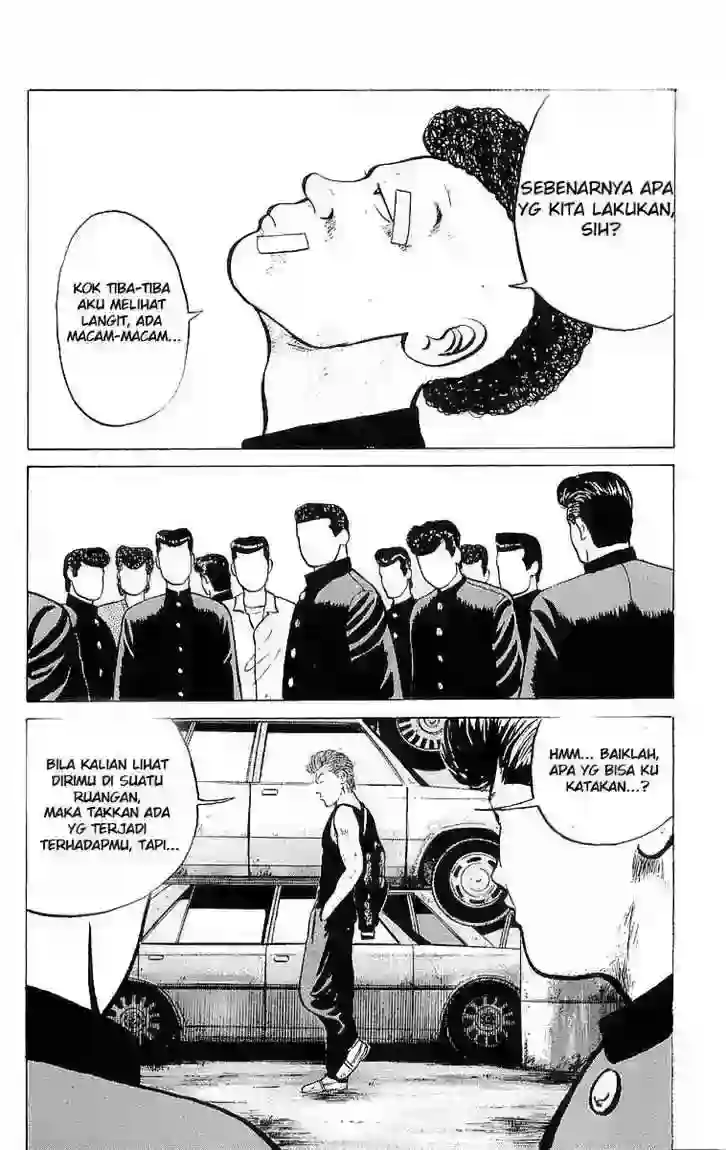 SEBENARNYA APA
YG KITA LAKUKAN,
SIH?
KOK TIBA-TIBA
AKU MELIHAT
LANGIT, ADA
MACAM-MACAM...
HMM... BAIKLAH,
APA YG BISA KU
KATAKAN...?
BILA KALIAN LIHAT
DIRIMU DI SUATU
RUANGAN,
MAKA TAKKAN ADA
YG TERJADI
TERHADAPMU, TAPI...